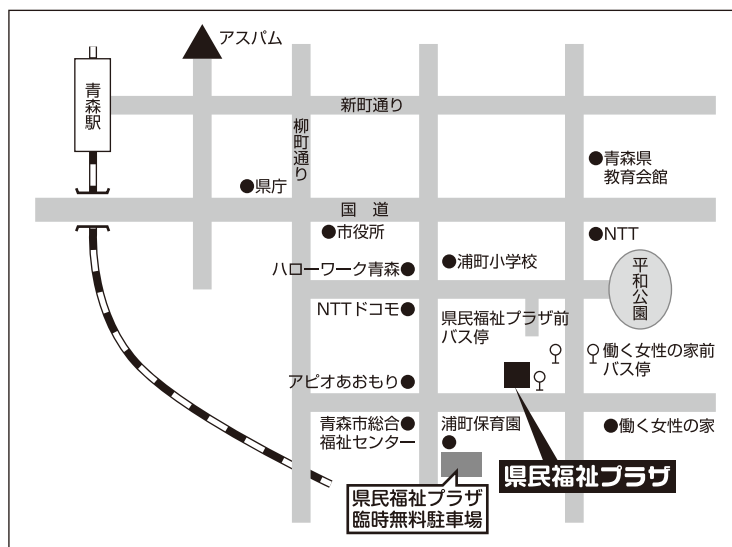 アスパム
青森駅
新町通り
柳町通り
青森県
教育会館
県庁
国道
市役所
NTT
ハローワーク青森
浦町小学校
平和公園
NTTドコモ
県民福祉プラザ前
バス停
働く女性の家前
バス停
アピオあおもり
青森市総合
福祉センター
浦町保育園
働く女性の家
県民福祉プラザ
県民福祉プラザ
臨時無料駐車場